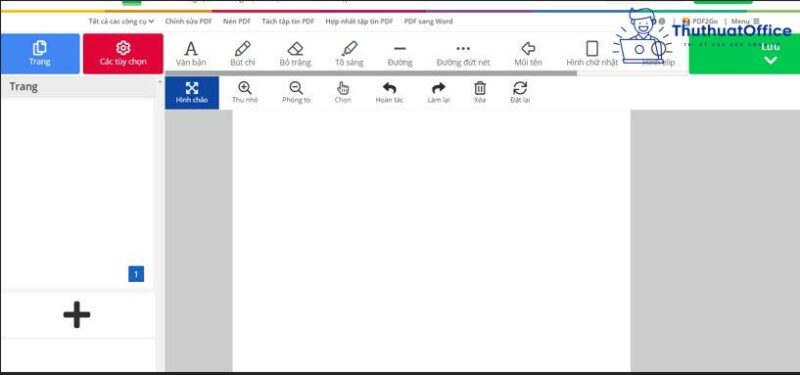 Tất cả các công cụ Chỉnh sửa PDF Nén PDF Tách tập tin PDF Hợp nhất tập tin PDF PDF sang Word PDF2Go Menu
ThuthuatOffice
Trang Các tùy chọn Văn bản Bút chì Bỏ trắng Tô sáng Đường Đường đứt nét Mũi tên Hình chữ nhật Hình elip Lưu
Trang
Hình chảo Thu nhỏ Phóng to Chọn Hoàn tác Làm lại Xóa Đặt lại
1